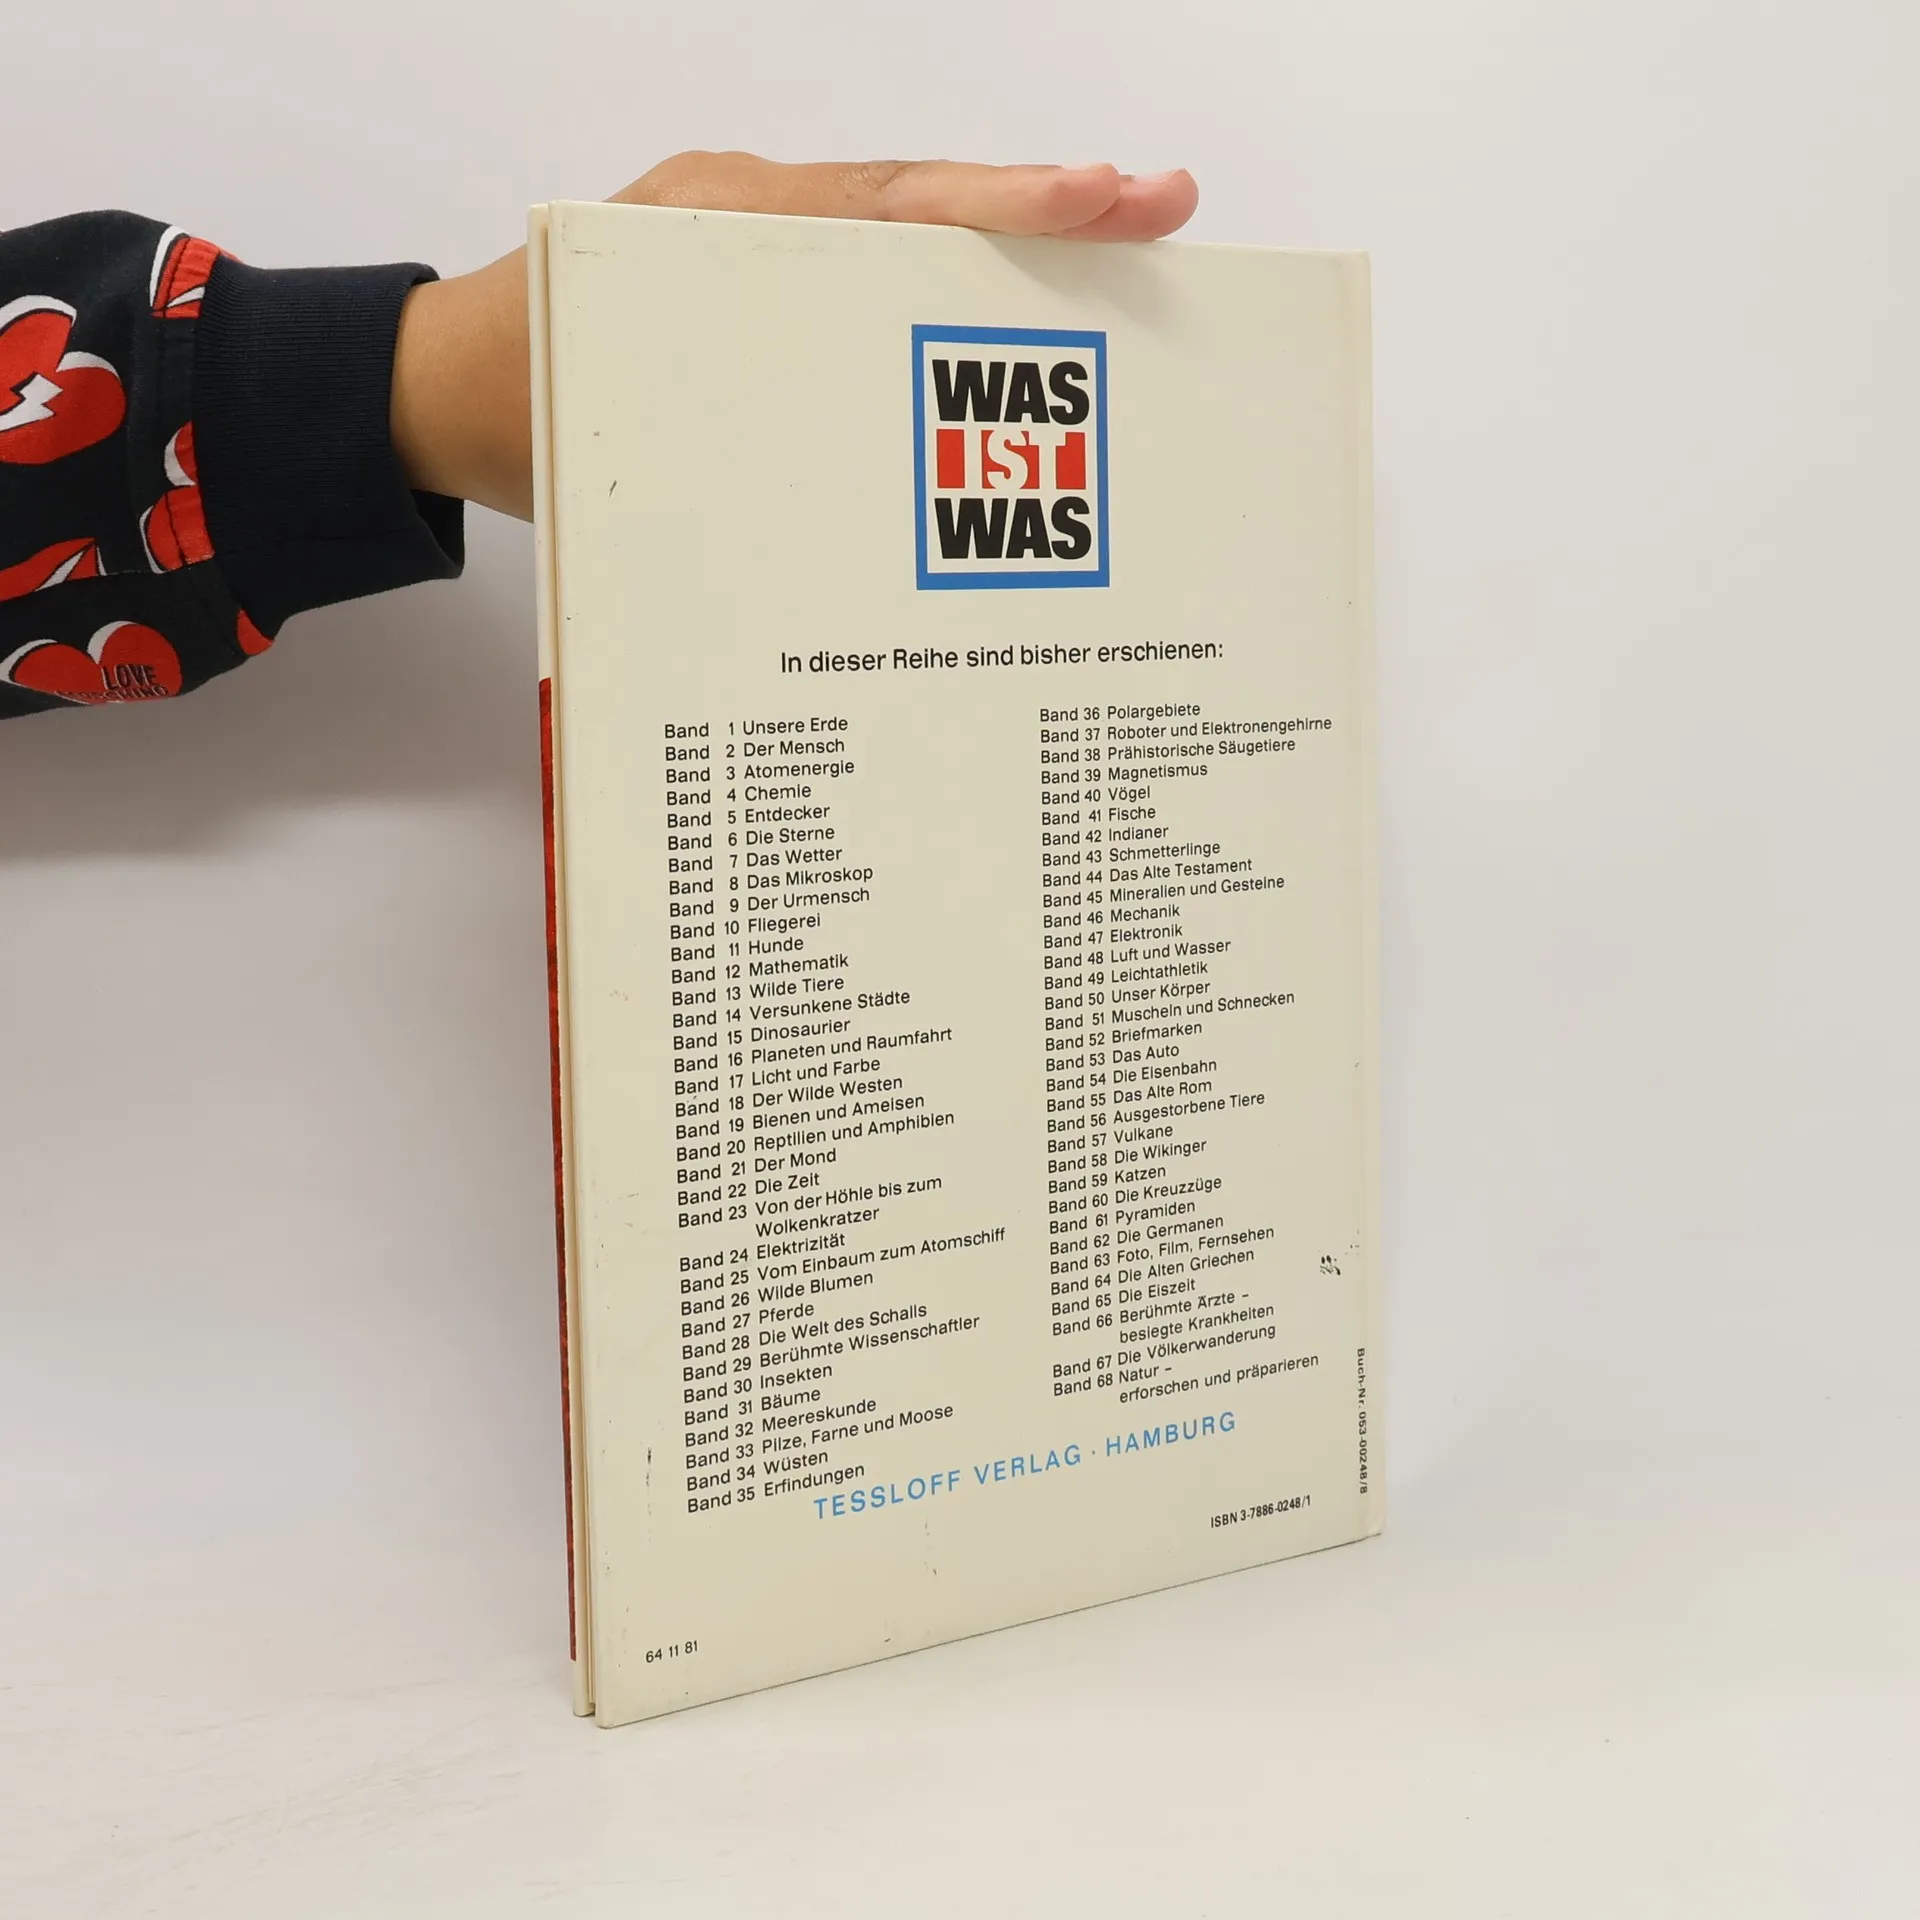 WAS
IST
WAS
In dieser Reihe sind bisher erschienen:
Band 1 Unsere Erde
Band 2 Der Mensch
Band 3 Atomenergie
Band 4 Chemie
Band 5 Entdecker
Band 6 Die Sterne
Band 7 Das Wetter
Band 8 Das Mikroskop
Band 9 Der Urmensch
Band 10 Fliegerei
Band 11 Hunde
Band 12 Mathematik
Band 13 Wilde Tiere
Band 14 Versunkene Städte
Band 15 Dinosaurier
Band 16 Planeten und Raumfahrt
Band 17 Licht und Farbe
Band 18 Der Wilde Westen
Band 19 Bienen und Ameisen
Band 20 Reptilien und Amphibien
Band 21 Der Mond
Band 22 Die Zeit
Band 23 Von der Höhle bis zum
Wolkenkratzer
Band 24 Elektrizität
Band 25 Vom Einbaum zum Atomschiff
Band 26 Wilde Blumen
Band 27 Pferde
Band 28 Die Welt des Schalls
Band 29 Berühmte Wissenschaftler
Band 30 Insekten
Band 31 Bäume
Band 32 Meereskunde
Band 33 Pilze, Farne und Moose
Band 34 Wüsten
Band 35 Erfindungen
Band 36 Polargebiete
Band 37 Roboter und Elektronengehirne
Band 38 Prähistorische Säugetiere
Band 39 Magnetismus
Band 40 Vögel
Band 41 Fische
Band 42 Indianer
Band 43 Schmetterlinge
Band 44 Das Alte Testament
Band 45 Mineralien und Gesteine
Band 46 Mechanik
Band 47 Elektronik
Band 48 Luft und Wasser
Band 49 Leichtathletik
Band 50 Unser Körper
Band 51 Muscheln und Schnecken
Band 52 Briefmarken
Band 53 Das Auto
Band 54 Die Eisenbahn
Band 55 Das Alte Rom
Band 56 Ausgestorbene Tiere
Band 57 Vulkane
Band 58 Die Wikinger
Band 59 Katzen
Band 60 Die Kreuzzüge
Band 61 Pyramiden
Band 62 Die Germanen
Band 63 Foto, Film, Fernsehen
Band 64 Die Alten Griechen
Band 65 Die Eiszeit
Band 66 Berühmte Ärzte –
besiegte Krankheiten
Band 67 Die Völkerwanderung
Band 68 Natur –
erforschen und präparieren
TESSLOFF VERLAG · HAMBURG
Buch-Nr. 053-00248/8
ISBN 3-7886-0248/1
64 11 81
LOVE
MOSCHINO